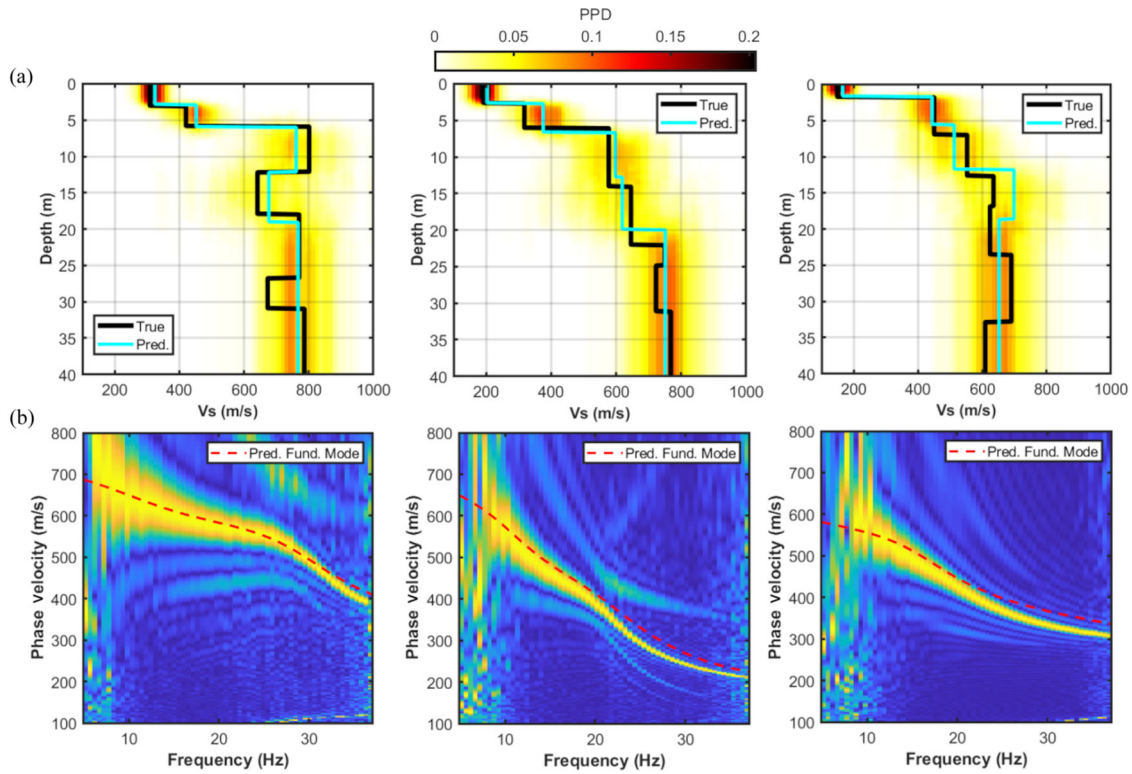 PPD
0 0.05 0.1 0.15 0.2
(a)
0
5
10
15
20
25
30
35
40
Depth (m)
True
Pred.
200 400 600 800 1000
Vs (m/s)
0
5
10
15
20
25
30
35
40
Depth (m)
True
Pred.
200 400 600 800 1000
Vs (m/s)
0
5
10
15
20
25
30
35
40
Depth (m)
True
Pred.
200 400 600 800 1000
Vs (m/s)
(b)
800
700
600
500
400
300
200
100
Phase Velocity (m/s)
Pred. Fund. Mode
10 20 30
Frequency (Hz)
800
700
600
500
400
300
200
100
Phase Velocity (m/s)
Pred. Fund. Mode
10 20 30
Frequency (Hz)
800
700
600
500
400
300
200
100
Phase Velocity (m/s)
Pred. Fund. Mode
10 20 30
Frequency (Hz)